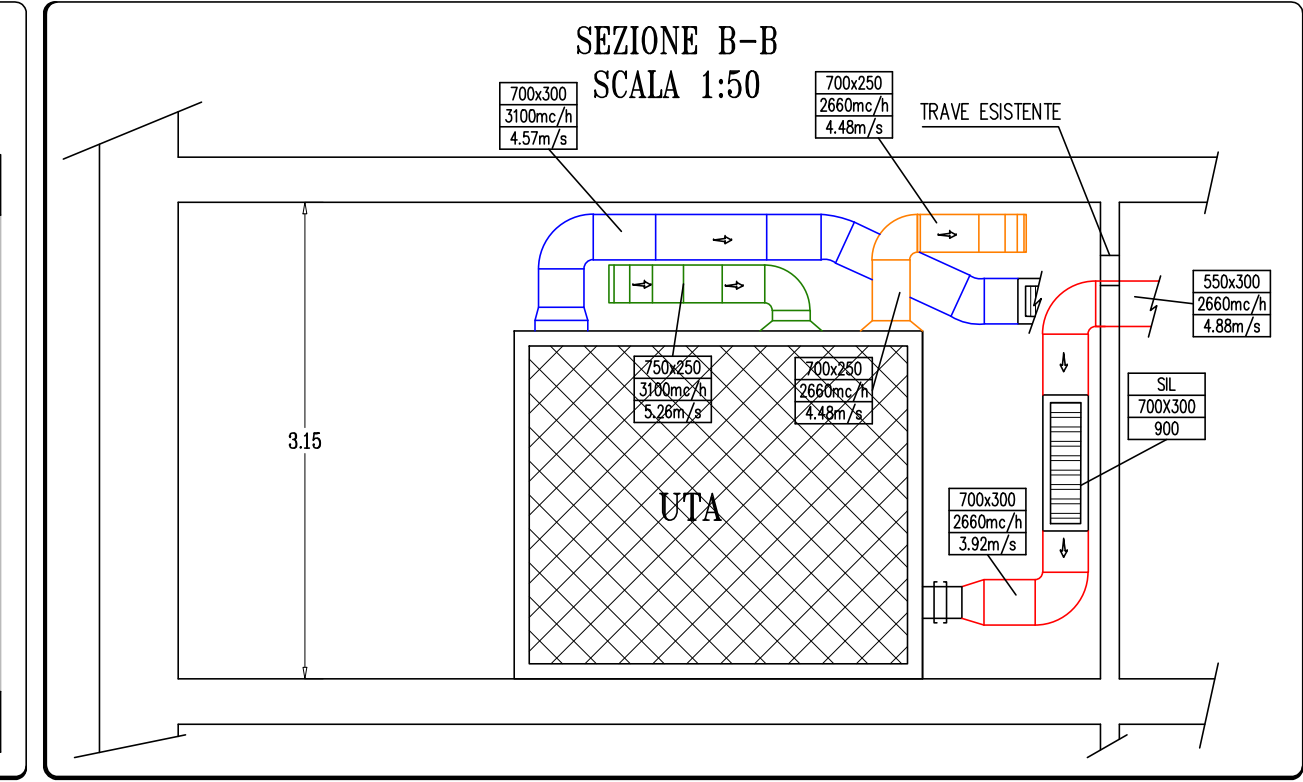 SEZIONE B-B
SCALA 1:50
700x300
3100mc/h
4.57m/s
700x250
2660mc/h
4.48m/s
TRAVE ESISTENTE
550x300
2660mc/h
4.88m/s
750x250
3100mc/h
5.26m/s
700x250
2660mc/h
4.48m/s
SIL
700X300
900
3.15
UTA
700x300
2660mc/h
3.92m/s